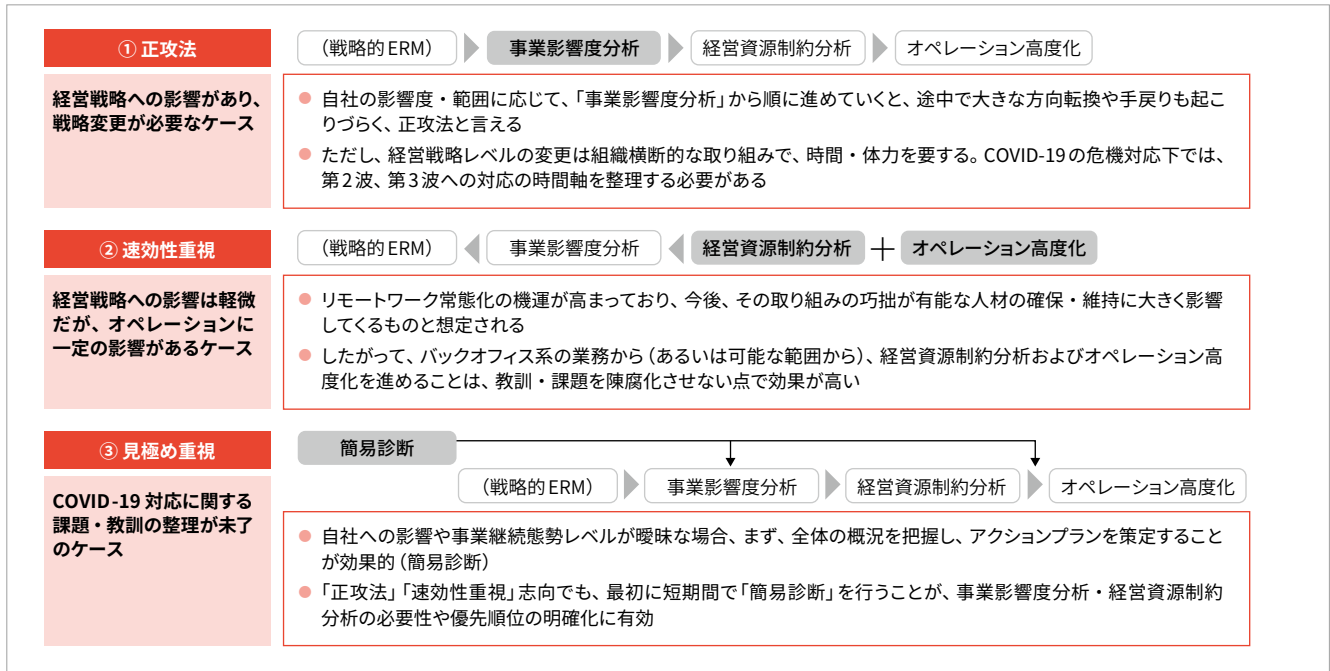 ① 正攻法
(戦略的ERM) 事業影響度分析 経営資源制約分析 オペレーション高度化
経営戦略への影響があり、
戦略変更が必要なケース
● 自社の影響度・範囲に応じて、「事業影響度分析」から順に進めていくと、途中で大きな方向転換や手戻りも起こ
りづらく、正攻法と言える
● ただし、経営戦略レベルの変更は組織横断的な取り組みで、時間・体力を要する。COVID-19の危機対応下では、
第2波、第3波への対応の時間軸を整理する必要がある
② 速効性重視
(戦略的ERM) 事業影響度分析 経営資源制約分析 + オペレーション高度化
経営戦略への影響は軽微
だが、オペレーションに
一定の影響があるケース
● リモートワーク常態化の機運が高まっており、今後、その取り組みの巧拙が有能な人材の確保・維持に大きく影響
してくるものと想定される
● したがって、バックオフィス系の業務から(あるいは可能な範囲から)、経営資源制約分析およびオペレーション高
度化を進めることは、教訓・課題を陳腐化させない点で効果が高い
③ 見極め重視
簡易診断
(戦略的ERM) 事業影響度分析 経営資源制約分析 オペレーション高度化
COVID-19 対応に関する
課題・教訓の整理が未了
のケース
● 自社への影響や事業継続態勢レベルが曖昧な場合、まず、全体の概況を把握し、アクションプランを策定すること
が効果的(簡易診断)
● 「正攻法」「速効性重視」志向でも、最初に短期間で「簡易診断」を行うことが、事業影響度分析・経営資源制約
分析の必要性や優先順位の明確化に有効